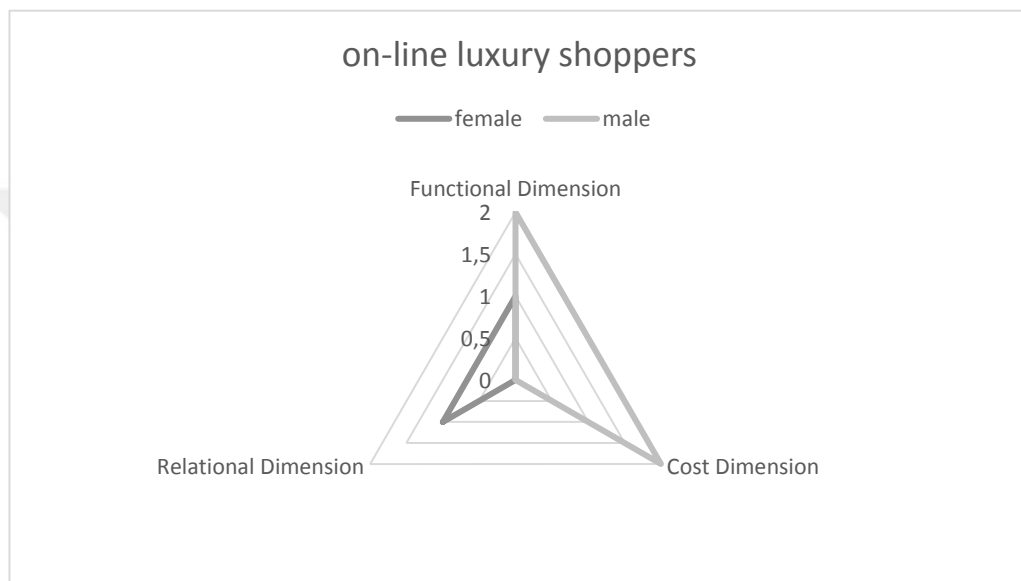 on-line luxury shoppers
female male
Functional Dimension
2
1,5
1
0,5
0
Relational Dimension Cost Dimension